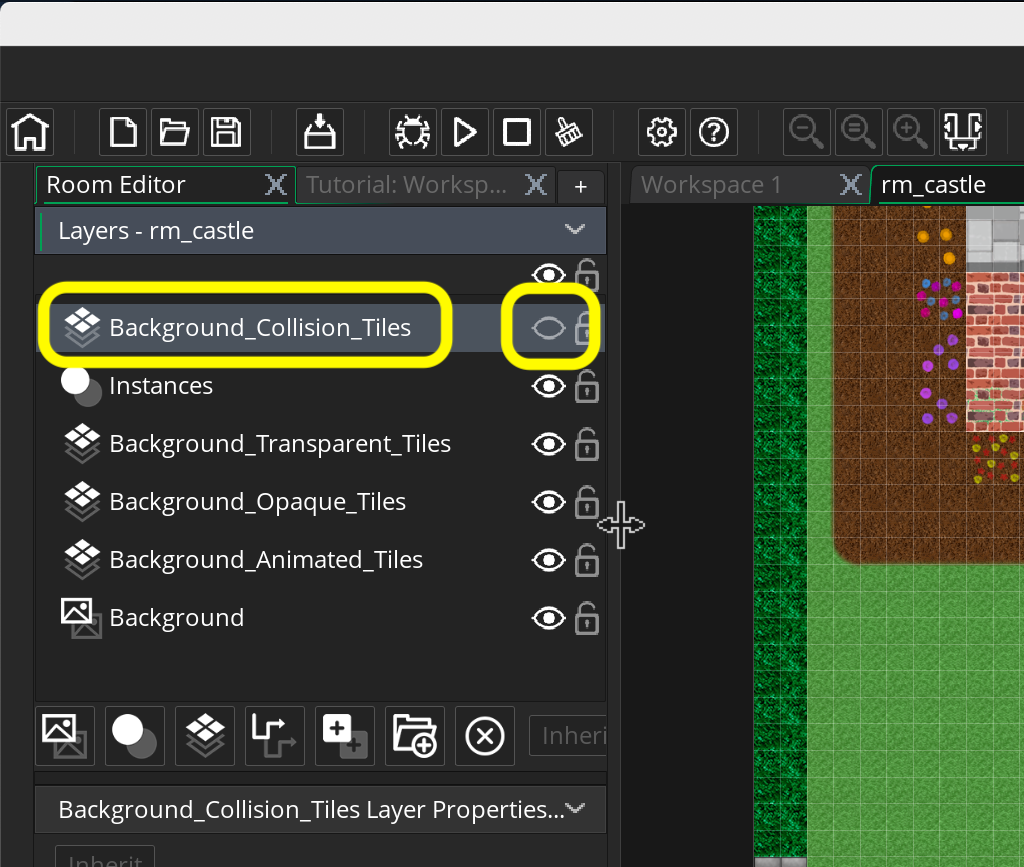 Room Editor
Tutorial: Worksp...
Workspace 1
rm_castle
Layers - rm_castle
Background_Collision_Tiles
Instances
Background_Transparent_Tiles
Background_Opaque_Tiles
Background_Animated_Tiles
Background
Inheri
Background_Collision_Tiles Layer Properties...
Inherit